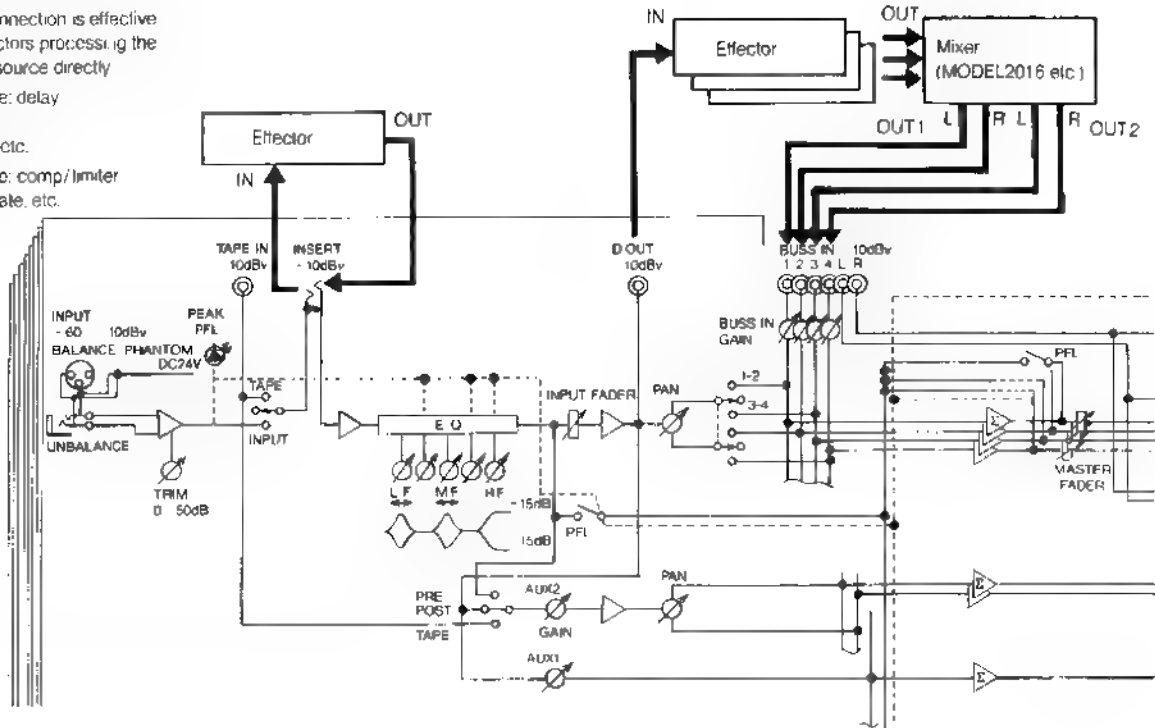 nnection is effective
ctors processing the
source directly
e: delay
etc.
o: comp/limiter
ate, etc.
IN
Effector
OUT
Mixer
(MODEL2016 etc.)
OUT1 L R L R OUT2
Effector
OUT
IN
TAPE IN
10dBv
INSERT
-10dBv
D OUT
10dBv
BUSS IN 10dBv
1 2 3 4 L R
INPUT
-60 10dBv
BALANCE PHANTOM
DC24V
PEAK
PFL
BUSS IN
GAIN
PFL
TAPE
INPUT
UNBALANCE
INPUT FADER
PAN
1-2
3-4
E Q
Σ
MASTER
FADER
TRIM
0 50dB
L F M F H F
-15dB
15dB
PFL
PRE
POST
TAPE
AUX2
GAIN
PAN
Σ
AUX1
Σ